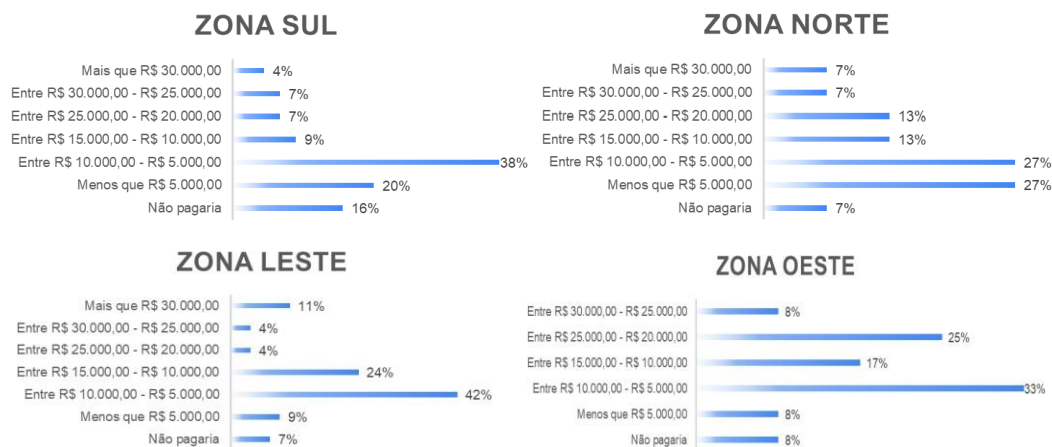 ZONA SUL
Mais que R$ 30.000,00 4%
Entre R$ 30.000,00 - R$ 25.000,00 7%
Entre R$ 25.000,00 - R$ 20.000,00 7%
Entre R$ 15.000,00 - R$ 10.000,00 9%
Entre R$ 10.000,00 - R$ 5.000,00 38%
Menos que R$ 5.000,00 20%
Não pagaria 16%
ZONA NORTE
Mais que R$ 30.000,00 7%
Entre R$ 30.000,00 - R$ 25.000,00 7%
Entre R$ 25.000,00 - R$ 20.000,00 13%
Entre R$ 15.000,00 - R$ 10.000,00 13%
Entre R$ 10.000,00 - R$ 5.000,00 27%
Menos que R$ 5.000,00 27%
Não pagaria 7%
ZONA LESTE
Mais que R$ 30.000,00 11%
Entre R$ 30.000,00 - R$ 25.000,00 4%
Entre R$ 25.000,00 - R$ 20.000,00 4%
Entre R$ 15.000,00 - R$ 10.000,00 24%
Entre R$ 10.000,00 - R$ 5.000,00 42%
Menos que R$ 5.000,00 9%
Não pagaria 7%
ZONA OESTE
Entre R$ 30.000,00 - R$ 25.000,00 8%
Entre R$ 25.000,00 - R$ 20.000,00 25%
Entre R$ 15.000,00 - R$ 10.000,00 17%
Entre R$ 10.000,00 - R$ 5.000,00 33%
Menos que R$ 5.000,00 8%
Não pagaria 8%